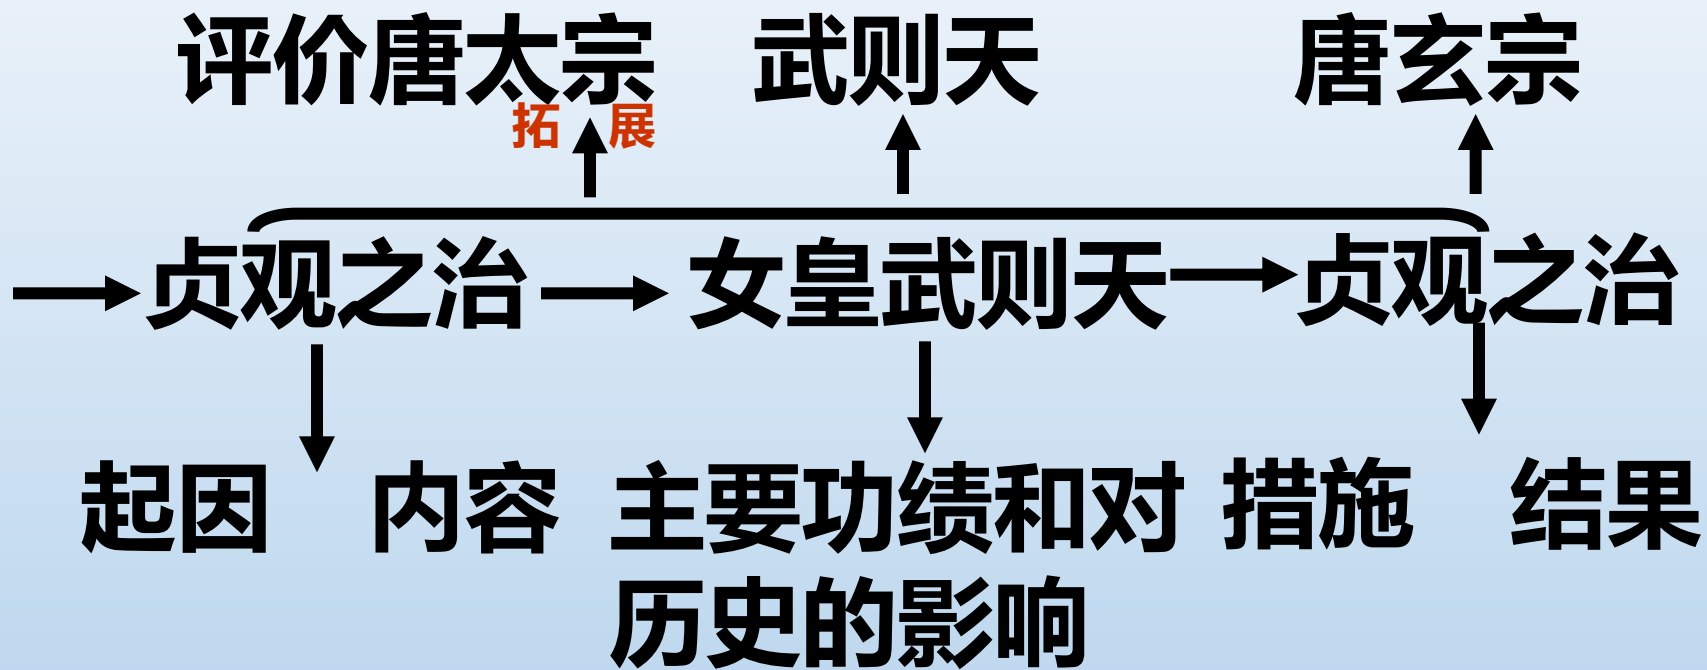 评价唐太宗 武则天 唐玄宗
拓 展
贞观之治 女皇武则天 贞观之治
起因 内容 主要功绩和对 措施 结果
历史的影响